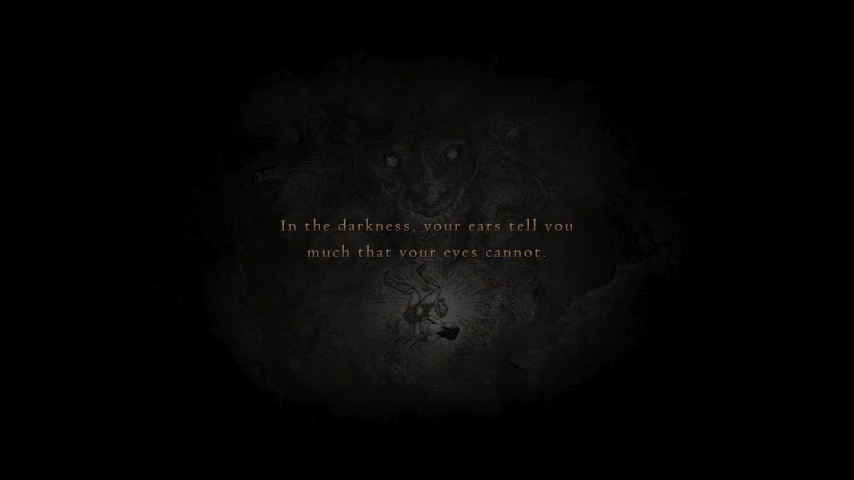 In the darkness, your ears tell you
much that your eyes cannot.